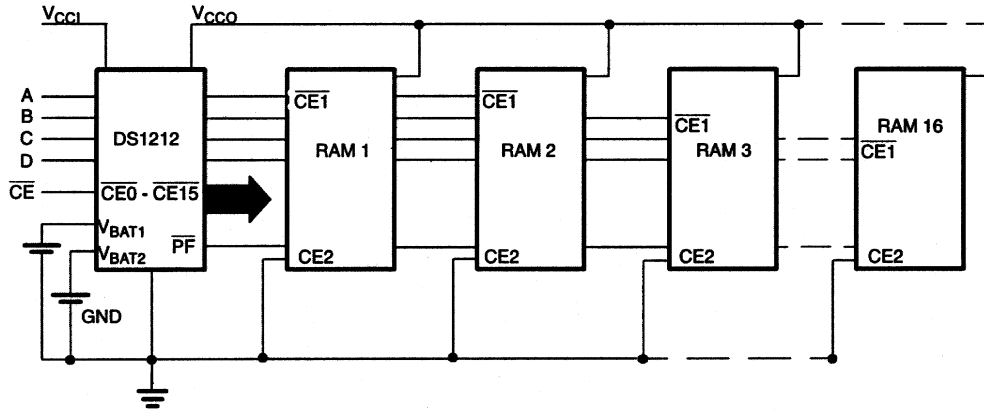 VCCI VCCO
A
B
C
D
CE
DS1212
CE0 - CE15
VBAT1
VBAT2
PF
GND
CE1
RAM 1
CE2
CE1
RAM 2
CE2
CE1
RAM 3
CE2
RAM 16
CE1
CE2